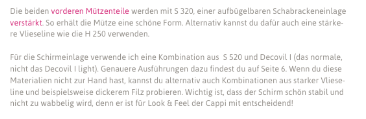 Die beiden vorderen Mützenteile werden mit S 320, einer aufbügelbaren Schabrackeneinlage
verstärkt. So erhält die Mütze eine schöne Form. Alternativ kannst du dafür auch eine stärke-
re Vlieseline wie die H 250 verwenden.
Für die Schirmeinlage verwende ich eine Kombination aus S 520 und Decovil I (das normale,
nicht das Decovil I light). Genauere Ausführungen dazu findest du auf Seite 6. Wenn du diese
Materialien nicht zur Hand hast, kannst du alternativ auch Kombinationen aus starker Vliese-
line und beispielsweise dickerem Filz probieren. Wichtig ist, dass der Schirm schön stabil und
nicht zu wabbelig wird, denn er ist für Look & Feel der Cappi mit entscheidend!